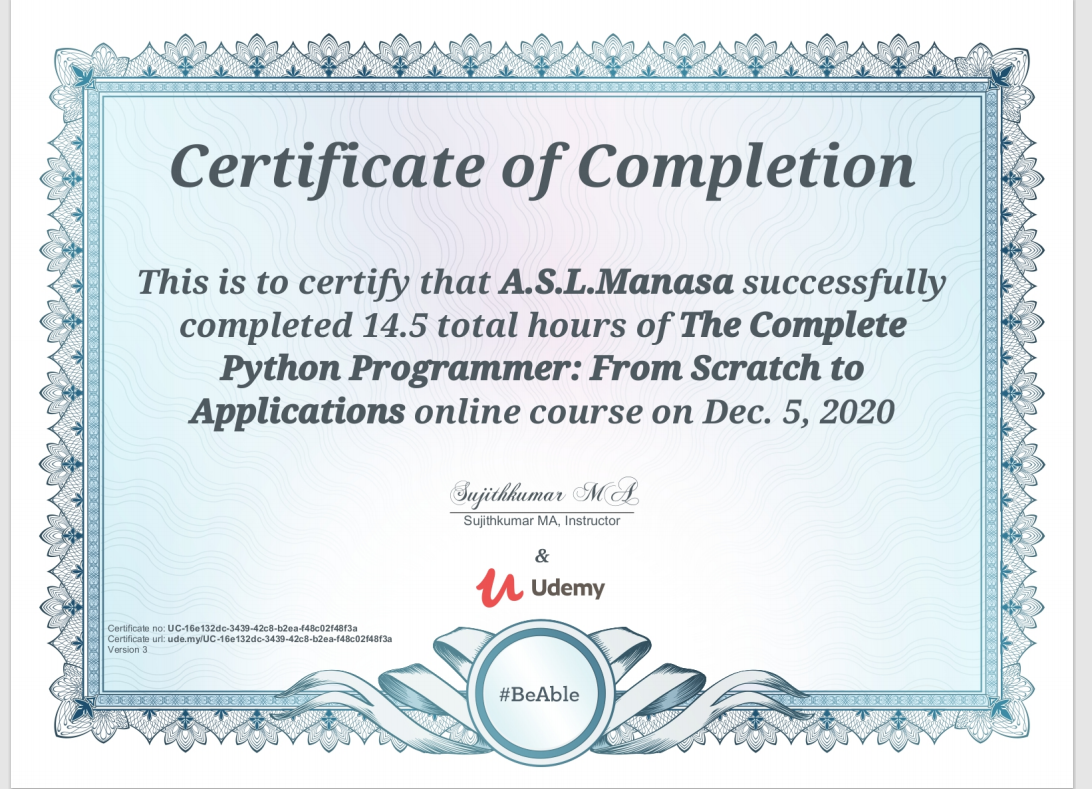 Certificate of Completion
This is to certify that A.S.L.Manasa successfully
completed 14.5 total hours of The Complete
Python Programmer: From Scratch to
Applications online course on Dec. 5, 2020
Sujithkumar MA
Sujithkumar MA, Instructor
&
Udemy
Certificate no: UC-16e132dc-3439-42c8-b2ea-f48c02f48f3a
Certificate url: ude.my/UC-16e132dc-3439-42c8-b2ea-f48c02f48f3a
Version 3
#BeAble